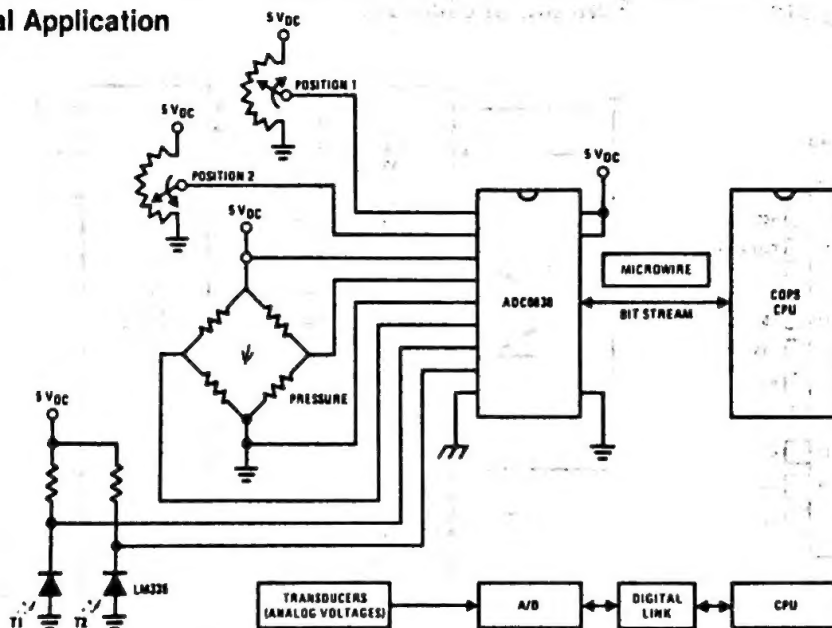 al Application
5 VDC
POSITION 1
5 VDC
POSITION 2
5 VDC
5 VDC
MICROWIRE
ADC0838
BIT STREAM
COPS
CPU
PRESSURE
5 VDC
LM335
T1
T2
TRANSDUCERS
(ANALOG VOLTAGES)
A/D
DIGITAL
LINK
CPU